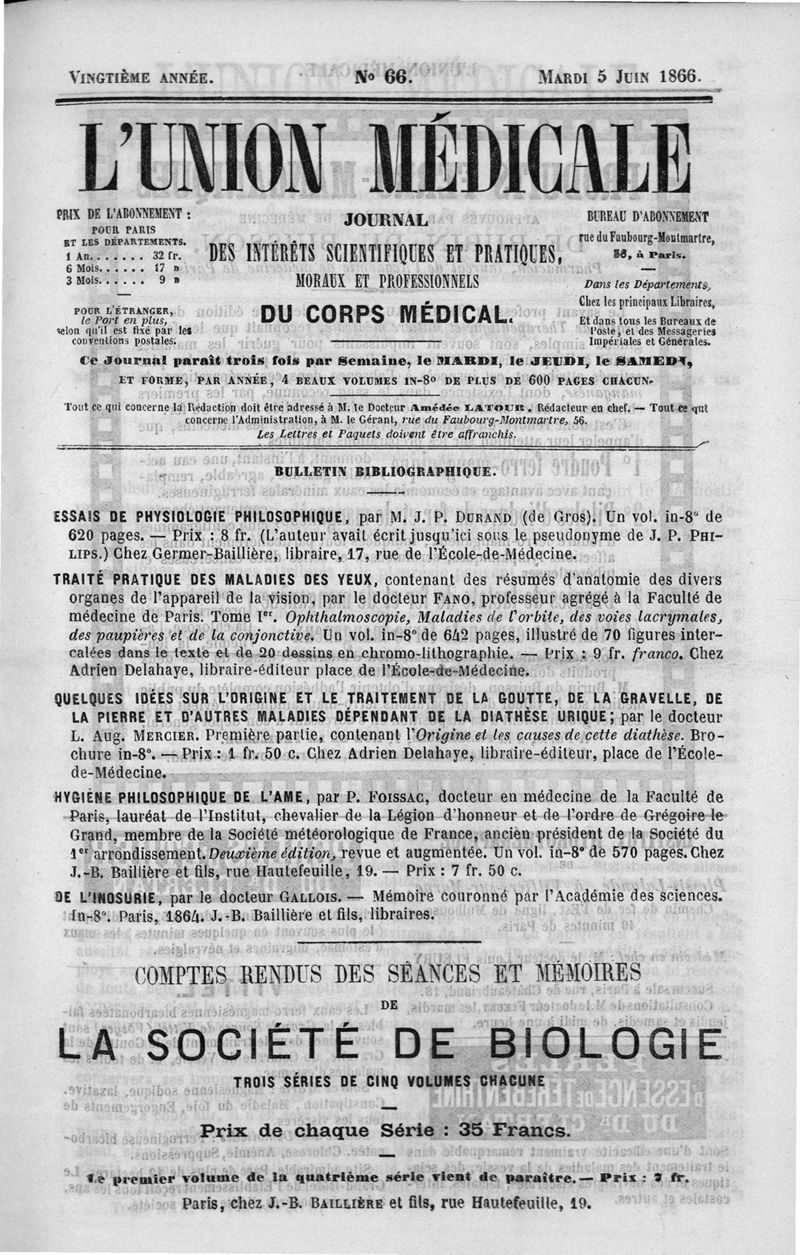 VINGTIÈME ANNÉE. No 66. MARDI 5 JUIN 1866.
L'UNION MÉDICALE
PRIX DE L'ABONNEMENT :
POUR PARIS
ET LES DÉPARTEMENTS.
1 An....... 32 fr.
6 Mois...... 17 »
3 Mois...... 9 »
POUR L'ÉTRANGER,
le Port en plus,
selon qu'il est fixé par les
conventions postales.
JOURNAL
DES INTÉRÊTS SCIENTIFIQUES ET PRATIQUES,
MORAUX ET PROFESSIONNELS
DU CORPS MÉDICAL.
BUREAU D'ABONNEMENT
rue du Faubourg-Montmartre,
56, à Paris.
Dans les Départements,
Chez les principaux Libraires,
Et dans tous les Bureaux de
Poste, et des Messageries
Impériales et Générales.
Ce Journal paraît trois fois par Semaine, le MARDI, le JEUDI, le SAMEDI,
ET FORME, PAR ANNÉE, 4 BEAUX VOLUMES IN-8o DE PLUS DE 600 PAGES CHACUN.
Tout ce qui concerne la Rédaction doit être adressé à M. le Docteur Amédée LATOUR, Rédacteur en chef. — Tout ce qui
concerne l'Administration, à M. le Gérant, rue du Faubourg-Montmartre, 56.
Les Lettres et Paquets doivent être affranchis.
BULLETIN BIBLIOGRAPHIQUE.
ESSAIS DE PHYSIOLOGIE PHILOSOPHIQUE, par M. J. P. DURAND (de Gros). Un vol. in-8° de
620 pages. — Prix : 8 fr. (L'auteur avait écrit jusqu'ici sous le pseudonyme de J. P. PHI-
LIPS.) Chez Germer-Baillière, libraire, 17, rue de l'École-de-Médecine.
TRAITÉ PRATIQUE DES MALADIES DES YEUX, contenant des résumés d'anatomie des divers
organes de l'appareil de la vision, par le docteur FANO, professeur agrégé à la Faculté de
médecine de Paris. Tome Ier. Ophthalmoscopie, Maladies de l'orbite, des voies lacrymales,
des paupières et de la conjonctive. Un vol. in-8° de 642 pages, illustré de 70 figures inter-
calées dans le texte et de 20 dessins en chromo-lithographie. — Prix : 9 fr. franco. Chez
Adrien Delahaye, libraire-éditeur place de l'École-de-Médecine.
QUELQUES IDÉES SUR L'ORIGINE ET LE TRAITEMENT DE LA GOUTTE, DE LA GRAVELLE, DE
LA PIERRE ET D'AUTRES MALADIES DÉPENDANT DE LA DIATHÈSE URIQUE; par le docteur
L. Aug. MERCIER. Première partie, contenant l'Origine et les causes de cette diathèse. Bro-
chure in-8°. — Prix : 1 fr. 50 c. Chez Adrien Delahaye, libraire-éditeur, place de l'École-
de-Médecine.
HYGIÈNE PHILOSOPHIQUE DE L'AME, par P. FOISSAC, docteur en médecine de la Faculté de
Paris, lauréat de l'Institut, chevalier de la Légion d'honneur et de l'ordre de Grégoire le
Grand, membre de la Société météorologique de France, ancien président de la Société du
1er arrondissement. Deuxième édition, revue et augmentée. Un vol. in-8° de 570 pages. Chez
J.-B. Baillière et fils, rue Hautefeuille, 19. — Prix : 7 fr. 50 c.
DE L'INOSURIE, par le docteur GALLOIS. — Mémoire couronné par l'Académie des sciences.
In-8°. Paris, 1864. J.-B. Baillière et fils, libraires.
COMPTES RENDUS DES SÉANCES ET MÉMOIRES
DE
LA SOCIÉTÉ DE BIOLOGIE
TROIS SÉRIES DE CINQ VOLUMES CHACUNE
Prix de chaque Série : 35 Francs.
Le premier volume de la quatrième série vient de paraître. — Prix : 7 fr.
Paris, chez J.-B. BAILLIÈRE et fils, rue Hautefeuille, 19.